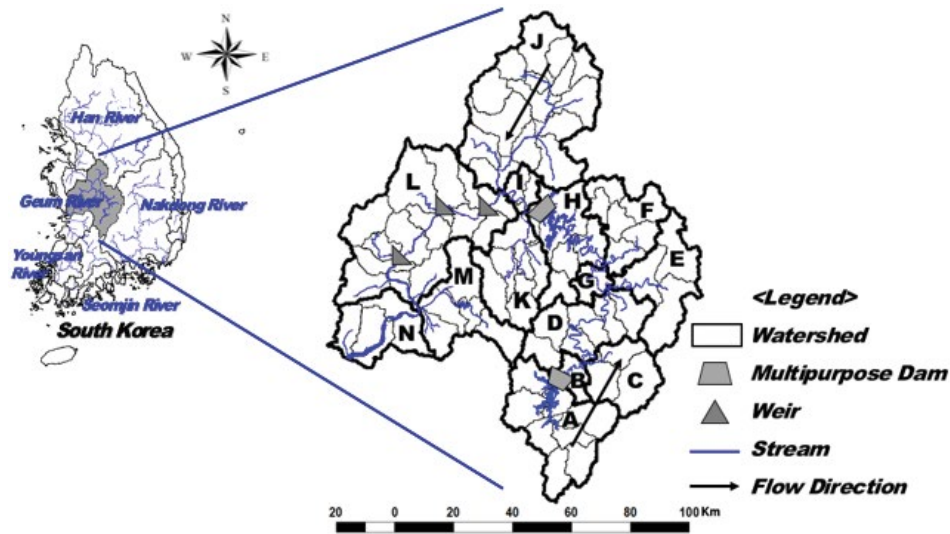 N
W
E
S
Han River
Geum River
Nakdong River
Youngsan
River
Seomjin River
South Korea
J
L
I
H
F
E
M
G
K
D
N
B
C
A
<Legend>
Watershed
Multipurpose Dam
Weir
Stream
Flow Direction
20 0 20 40 60 80 100 Km